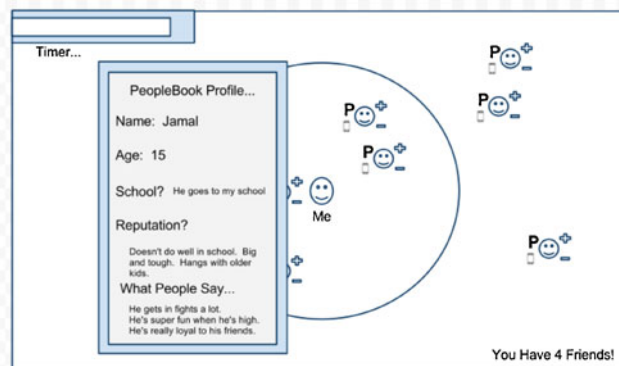 Timer...
PeopleBook Profile...
Name: Jamal
Age: 15
School? He goes to my school
Reputation?
Doesn't do well in school. Big
and tough. Hangs with older
kids.
What People Say...
He gets in fights a lot.
He's super fun when he's high.
He's really loyal to his friends.
P
P
P
P
Me
P
You Have 4 Friends!